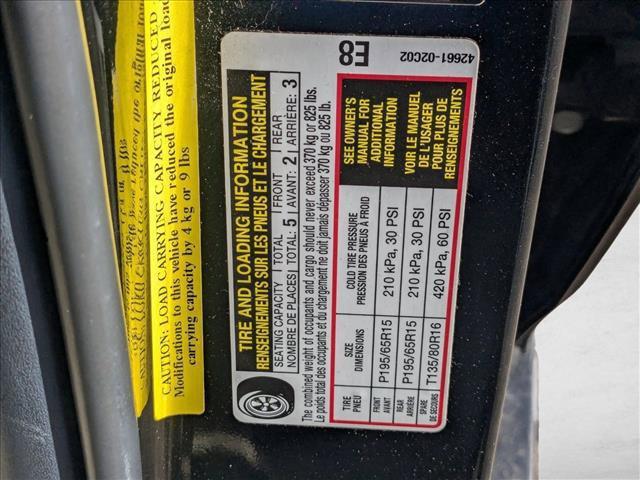 CAUTION: LOAD CARRYING CAPACITY REDUCED
Modifications to this vehicle have reduced the original load
carrying capacity by 4 kg or 9 lbs
E8
42661-02C02
TIRE AND LOADING INFORMATION
RENSEIGNEMENTS SUR LES PNEUS ET LE CHARGEMENT
SEATING CAPACITY | TOTAL | FRONT | REAR
NOMBRE DE PLACES | TOTAL: 5 | AVANT: 2 | ARRIÈRE: 3
The combined weight of occupants and cargo should never exceed 370 kg or 825 lbs.
Le poids total des occupants et du chargement ne doit jamais dépasser 370 kg ou 825 lb.
TIRE PNEU | SIZE DIMENSIONS | COLD TIRE PRESSURE PRESSION DES PNEUS À FROID
FRONT AVANT | P195/65R15 | 210 kPa, 30 PSI
REAR ARRIÈRE | P195/65R15 | 210 kPa, 30 PSI
SPARE DE SECOURS | T135/80R16 | 420 kPa, 60 PSI
SEE OWNER'S
MANUAL FOR
ADDITIONAL
INFORMATION
VOIR LE MANUEL
DE L'USAGER
POUR PLUS DE
RENSEIGNEMENTS